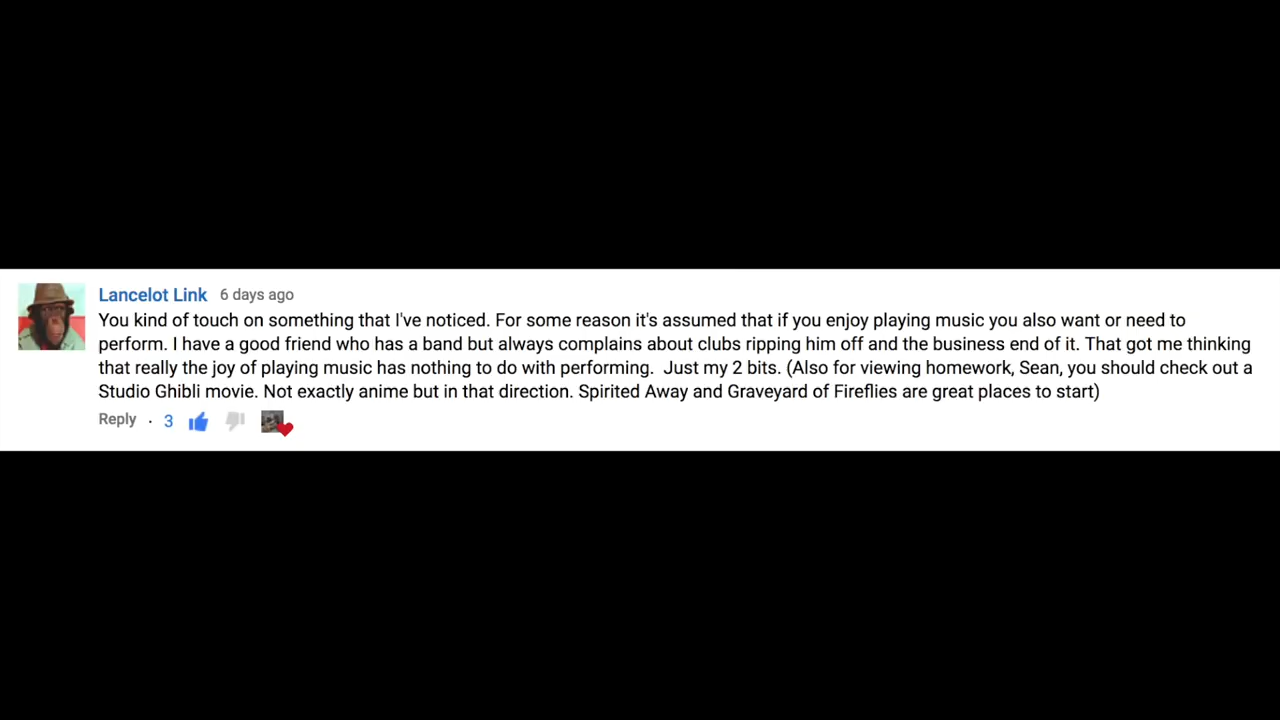 Lancelot Link 6 days ago
You kind of touch on something that I've noticed. For some reason it's assumed that if you enjoy playing music you also want or need to
perform. I have a good friend who has a band but always complains about clubs ripping him off and the business end of it. That got me thinking
that really the joy of playing music has nothing to do with performing.  Just my 2 bits. (Also for viewing homework, Sean, you should check out a
Studio Ghibli movie. Not exactly anime but in that direction. Spirited Away and Graveyard of Fireflies are great places to start)
Reply · 3